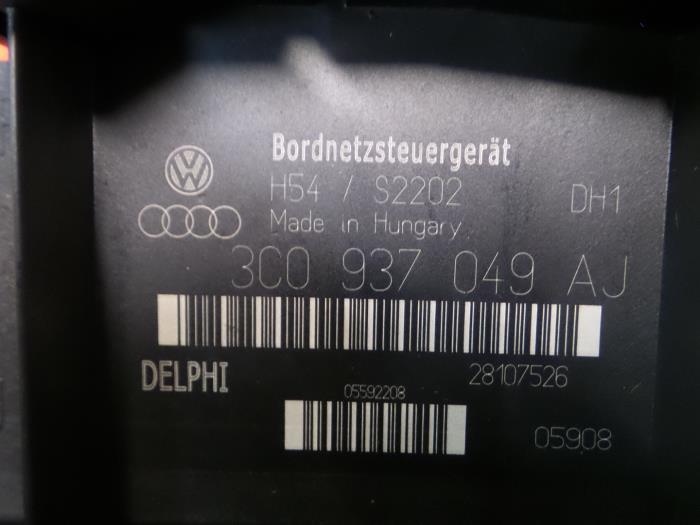 Bordnetzsteuergerät
H54 / S2202 DH1
Made in Hungary
3C0 937 049 AJ
DELPHI 28107526
05592208
05908